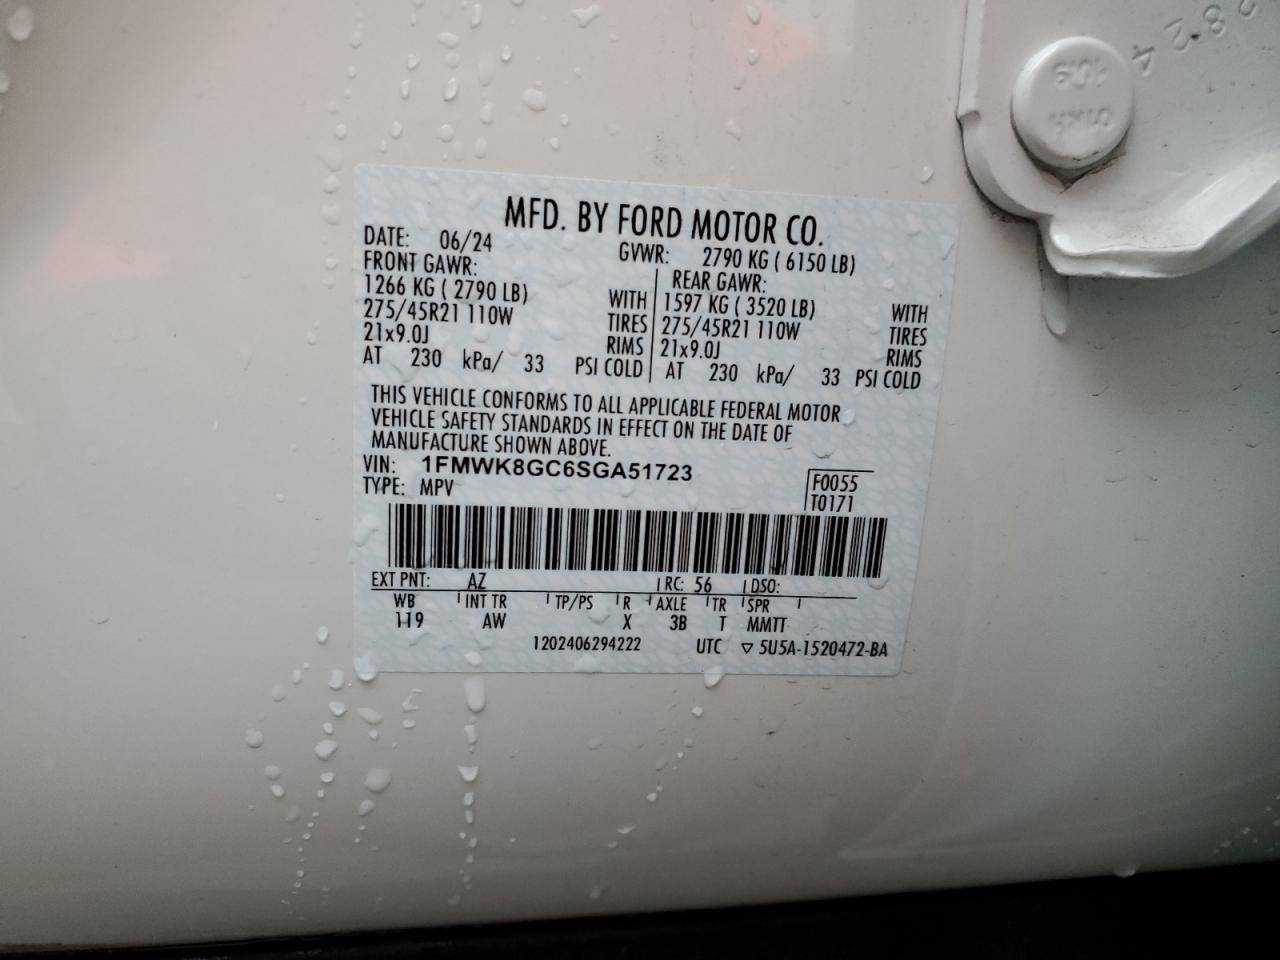 MFD. BY FORD MOTOR CO.
DATE: 06/24 GVWR: 2790 KG ( 6150 LB)
FRONT GAWR: REAR GAWR:
1266 KG ( 2790 LB) WITH 1597 KG ( 3520 LB) WITH
275/45R21 110W TIRES 275/45R21 110W TIRES
21x9.0J RIMS 21x9.0J RIMS
AT 230 kPa/ 33 PSI COLD AT 230 kPa/ 33 PSI COLD
THIS VEHICLE CONFORMS TO ALL APPLICABLE FEDERAL MOTOR
VEHICLE SAFETY STANDARDS IN EFFECT ON THE DATE OF
MANUFACTURE SHOWN ABOVE.
VIN: 1FMWK8GC6SGA51723
F0055
TYPE: MPV
T0171
EXT PNT: AZ RC: 56 DSO:
WB INT TR TP/PS R AXLE TR SPR
119 AW X 3B T MMTT
1202406294222 UTC ▽ 5U5A-1520472-BA
10.9